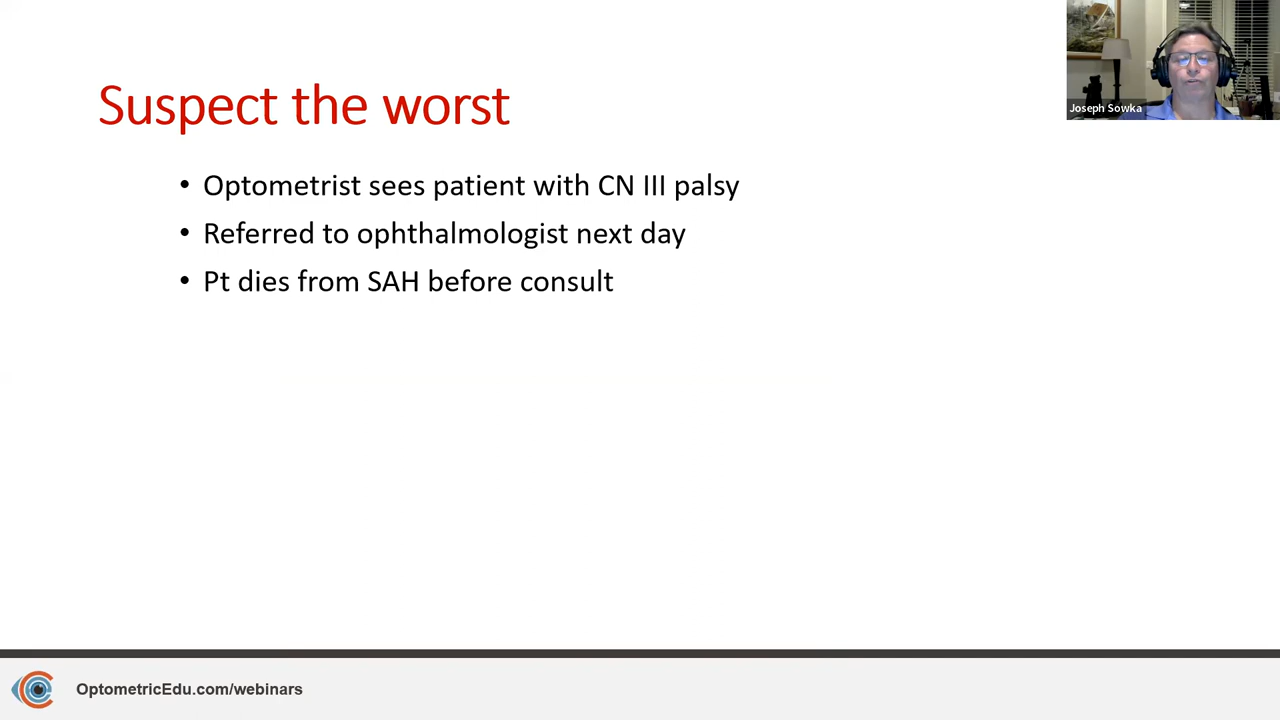 Joseph Sowka
Suspect the worst
• Optometrist sees patient with CN III palsy
• Referred to ophthalmologist next day
• Pt dies from SAH before consult
OptometricEdu.com/webinars